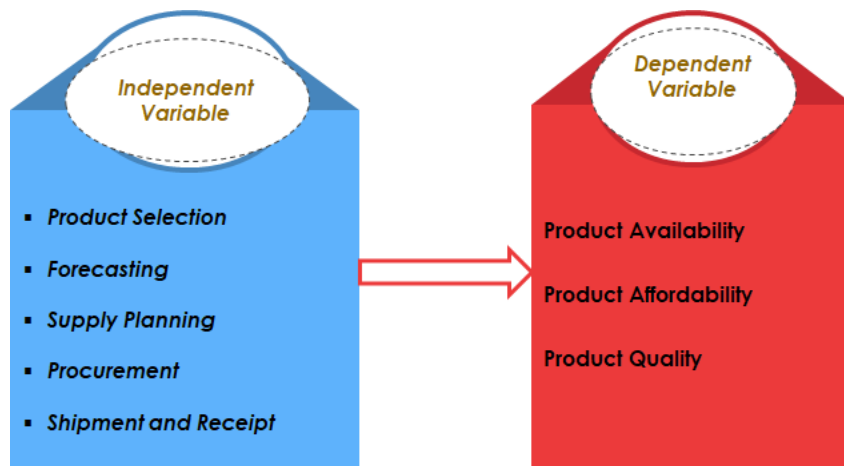 Independent
Variable
▪ Product Selection
▪ Forecasting
▪ Supply Planning
▪ Procurement
▪ Shipment and Receipt
Dependent
Variable
Product Availability
Product Affordability
Product Quality